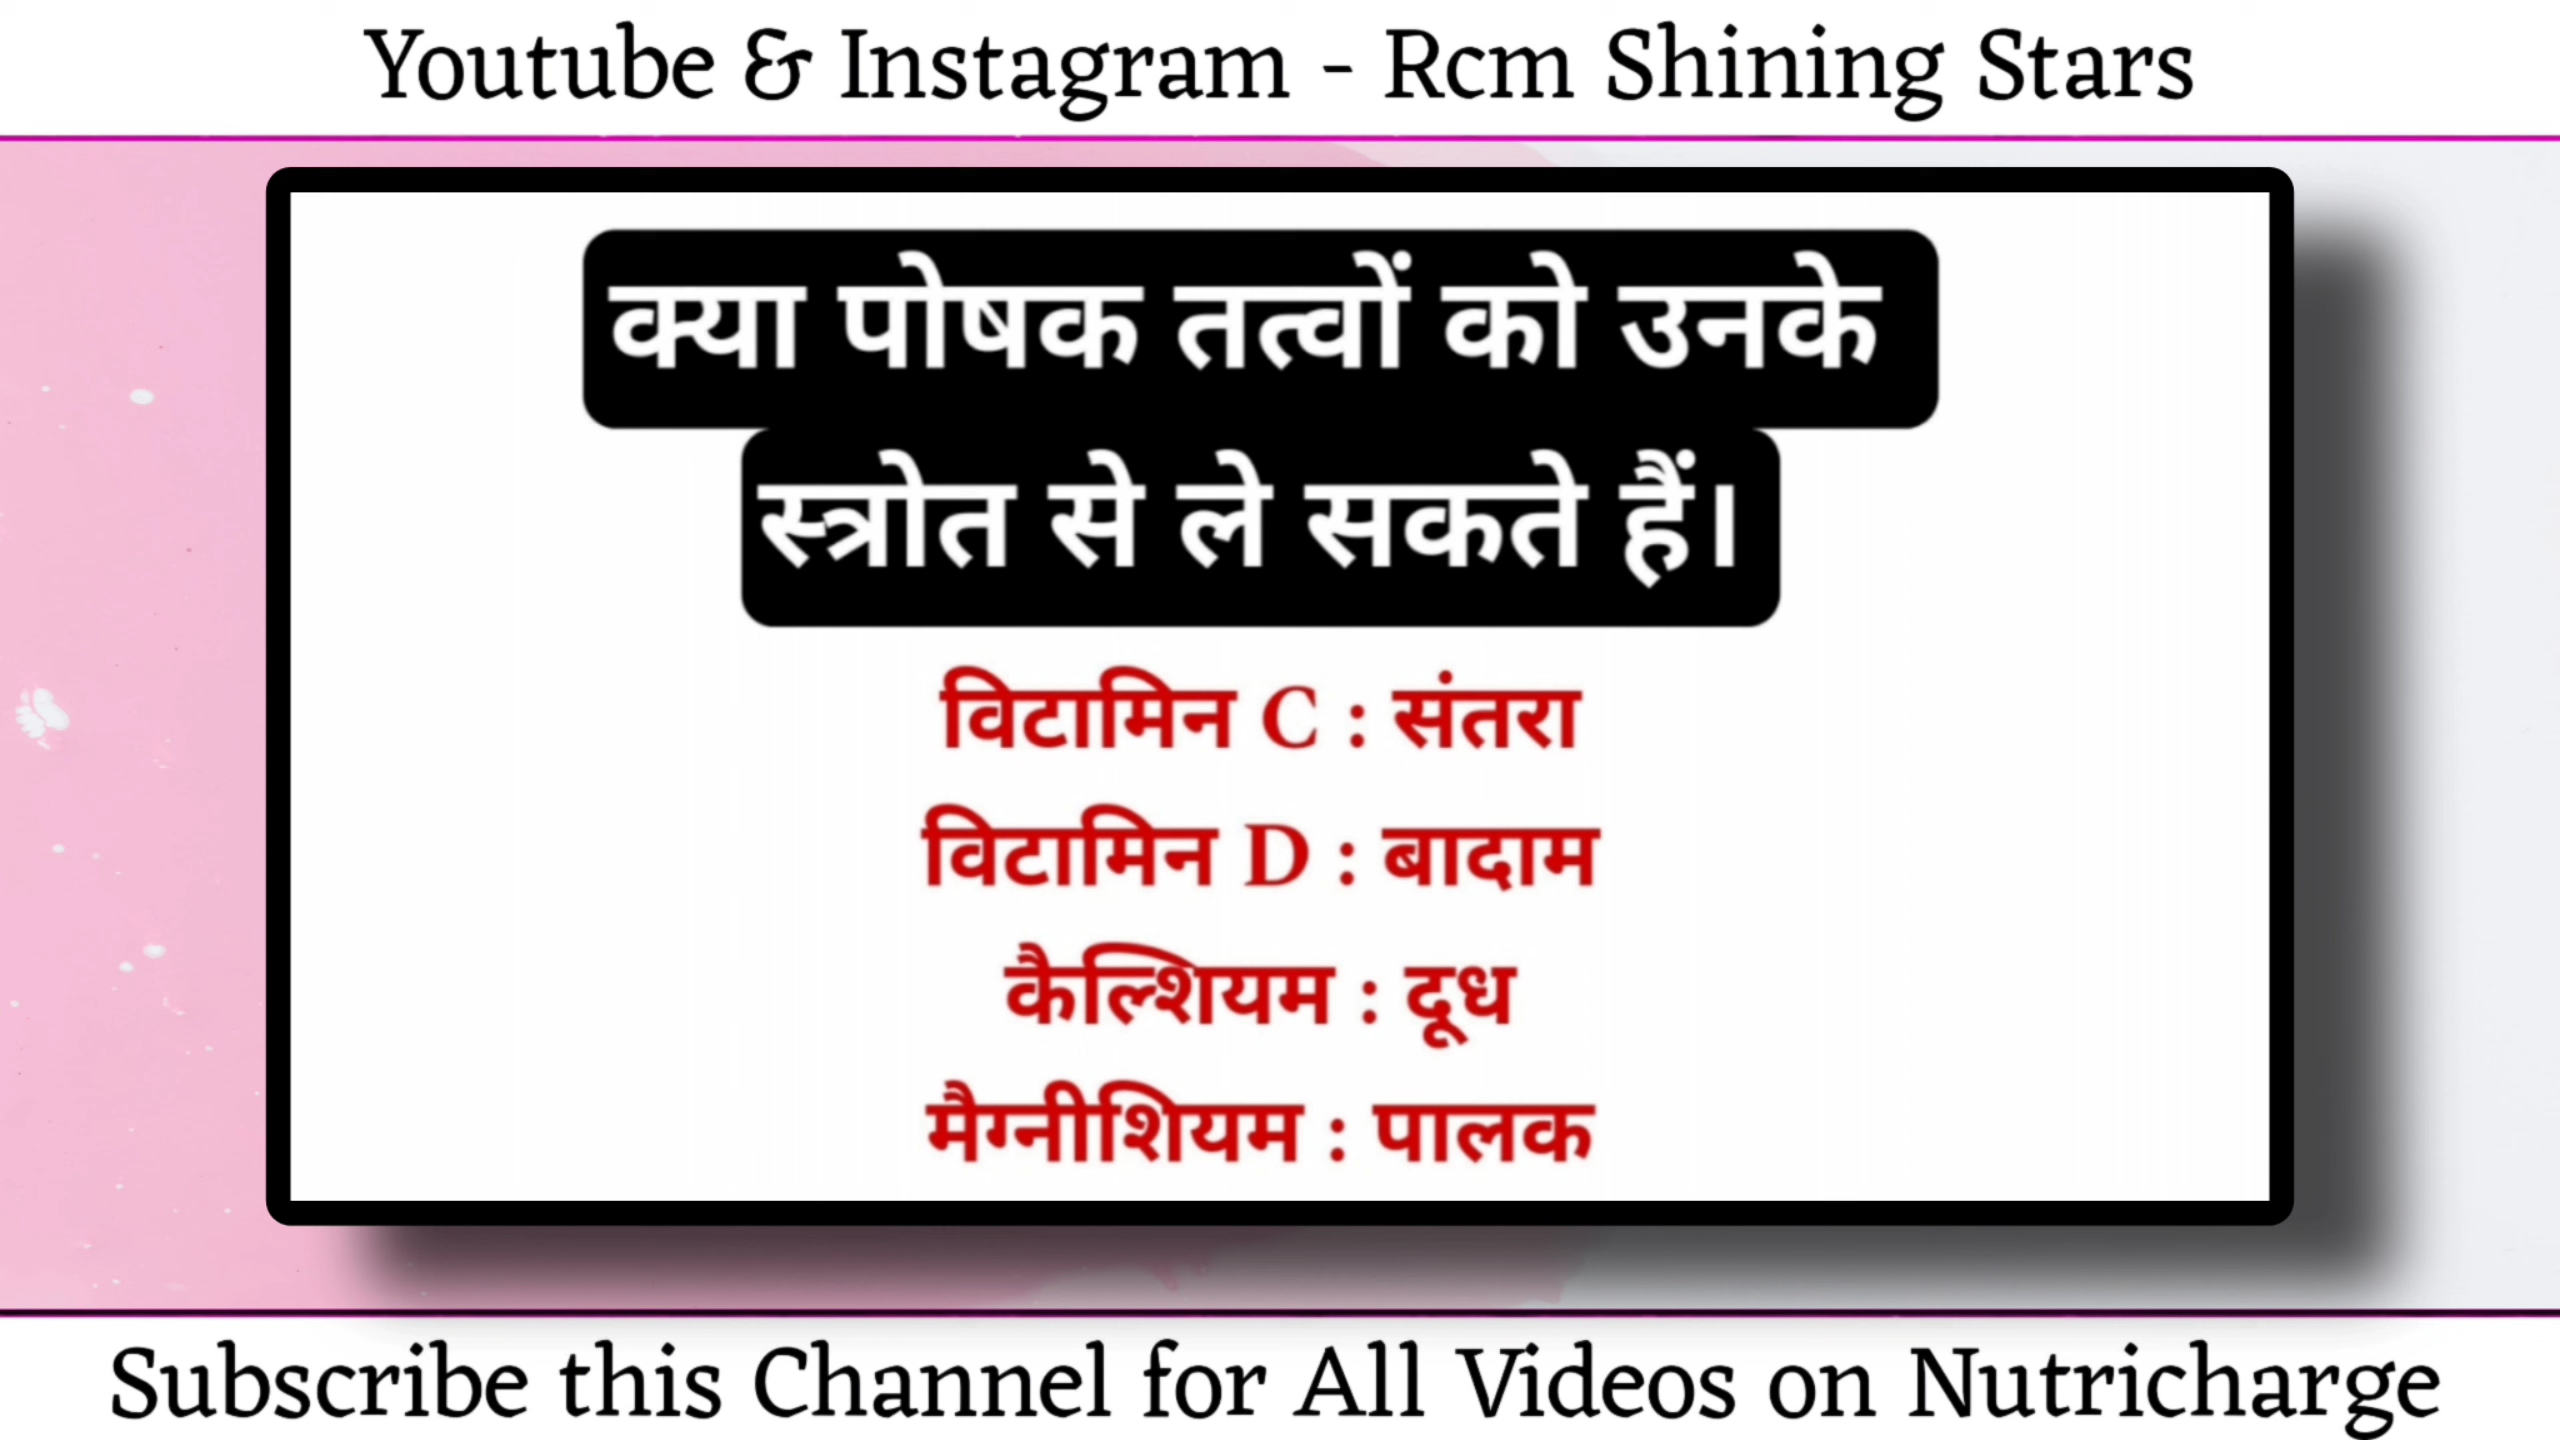 Youtube & Instagram - Rcm Shining Stars
क्या पोषक तत्वों को उनके
स्त्रोत से ले सकते हैं।
विटामिन C : संतरा
विटामिन D : बादाम
कैल्शियम : दूध
मैग्नीशियम : पालक
Subscribe this Channel for All Videos on Nutricharge